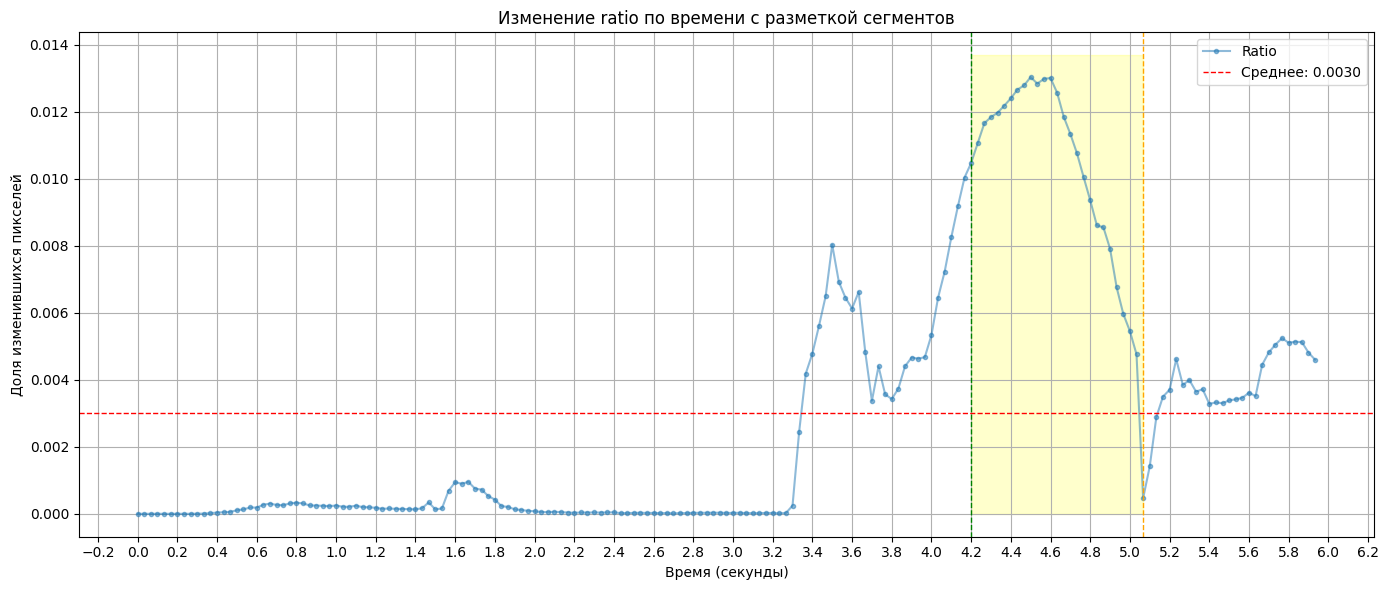 Изменение ratio по времени с разметкой сегментов
Ratio
Среднее: 0.0030
Доля изменившихся пикселей
0.014
0.012
0.010
0.008
0.006
0.004
0.002
0.000
−0.2 0.0 0.2 0.4 0.6 0.8 1.0 1.2 1.4 1.6 1.8 2.0 2.2 2.4 2.6 2.8 3.0 3.2 3.4 3.6 3.8 4.0 4.2 4.4 4.6 4.8 5.0 5.2 5.4 5.6 5.8 6.0 6.2
Время (секунды)